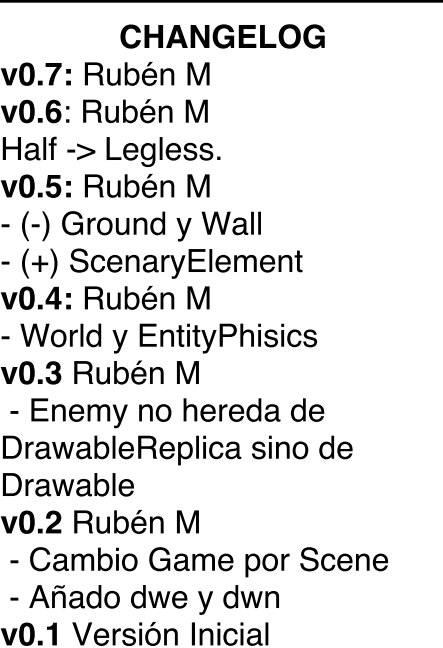 CHANGELOG
v0.7: Rubén M
v0.6: Rubén M
Half -> Legless.
v0.5: Rubén M
- (-) Ground y Wall
- (+) ScenaryElement
v0.4: Rubén M
- World y EntityPhisics
v0.3 Rubén M
- Enemy no hereda de
DrawableReplica sino de
Drawable
v0.2 Rubén M
- Cambio Game por Scene
- Añado dwe y dwn
v0.1 Versión Inicial